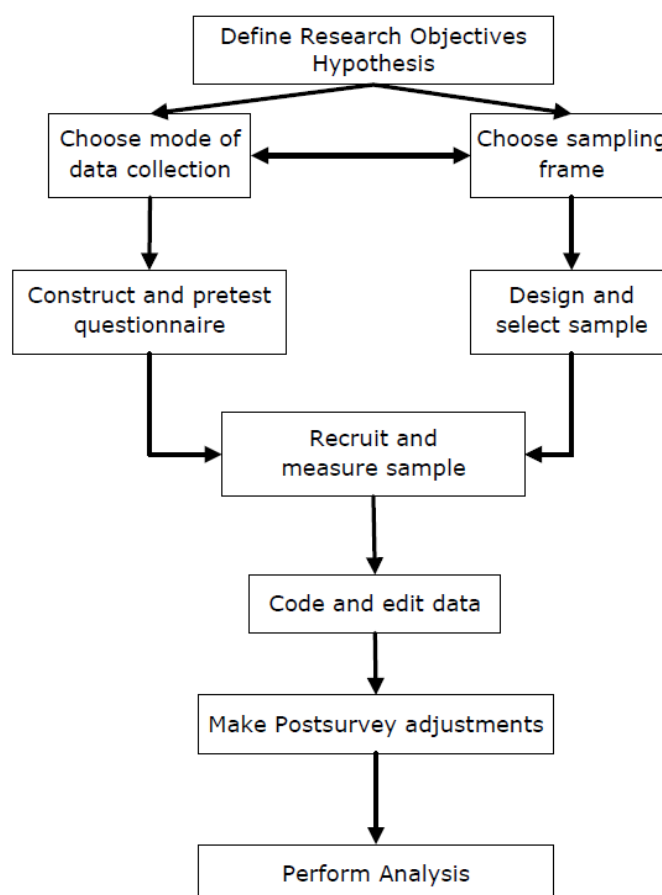 Define Research Objectives
Hypothesis
Choose mode of
data collection
Choose sampling
frame
Construct and pretest
questionnaire
Design and
select sample
Recruit and
measure sample
Code and edit data
Make Postsurvey adjustments
Perform Analysis